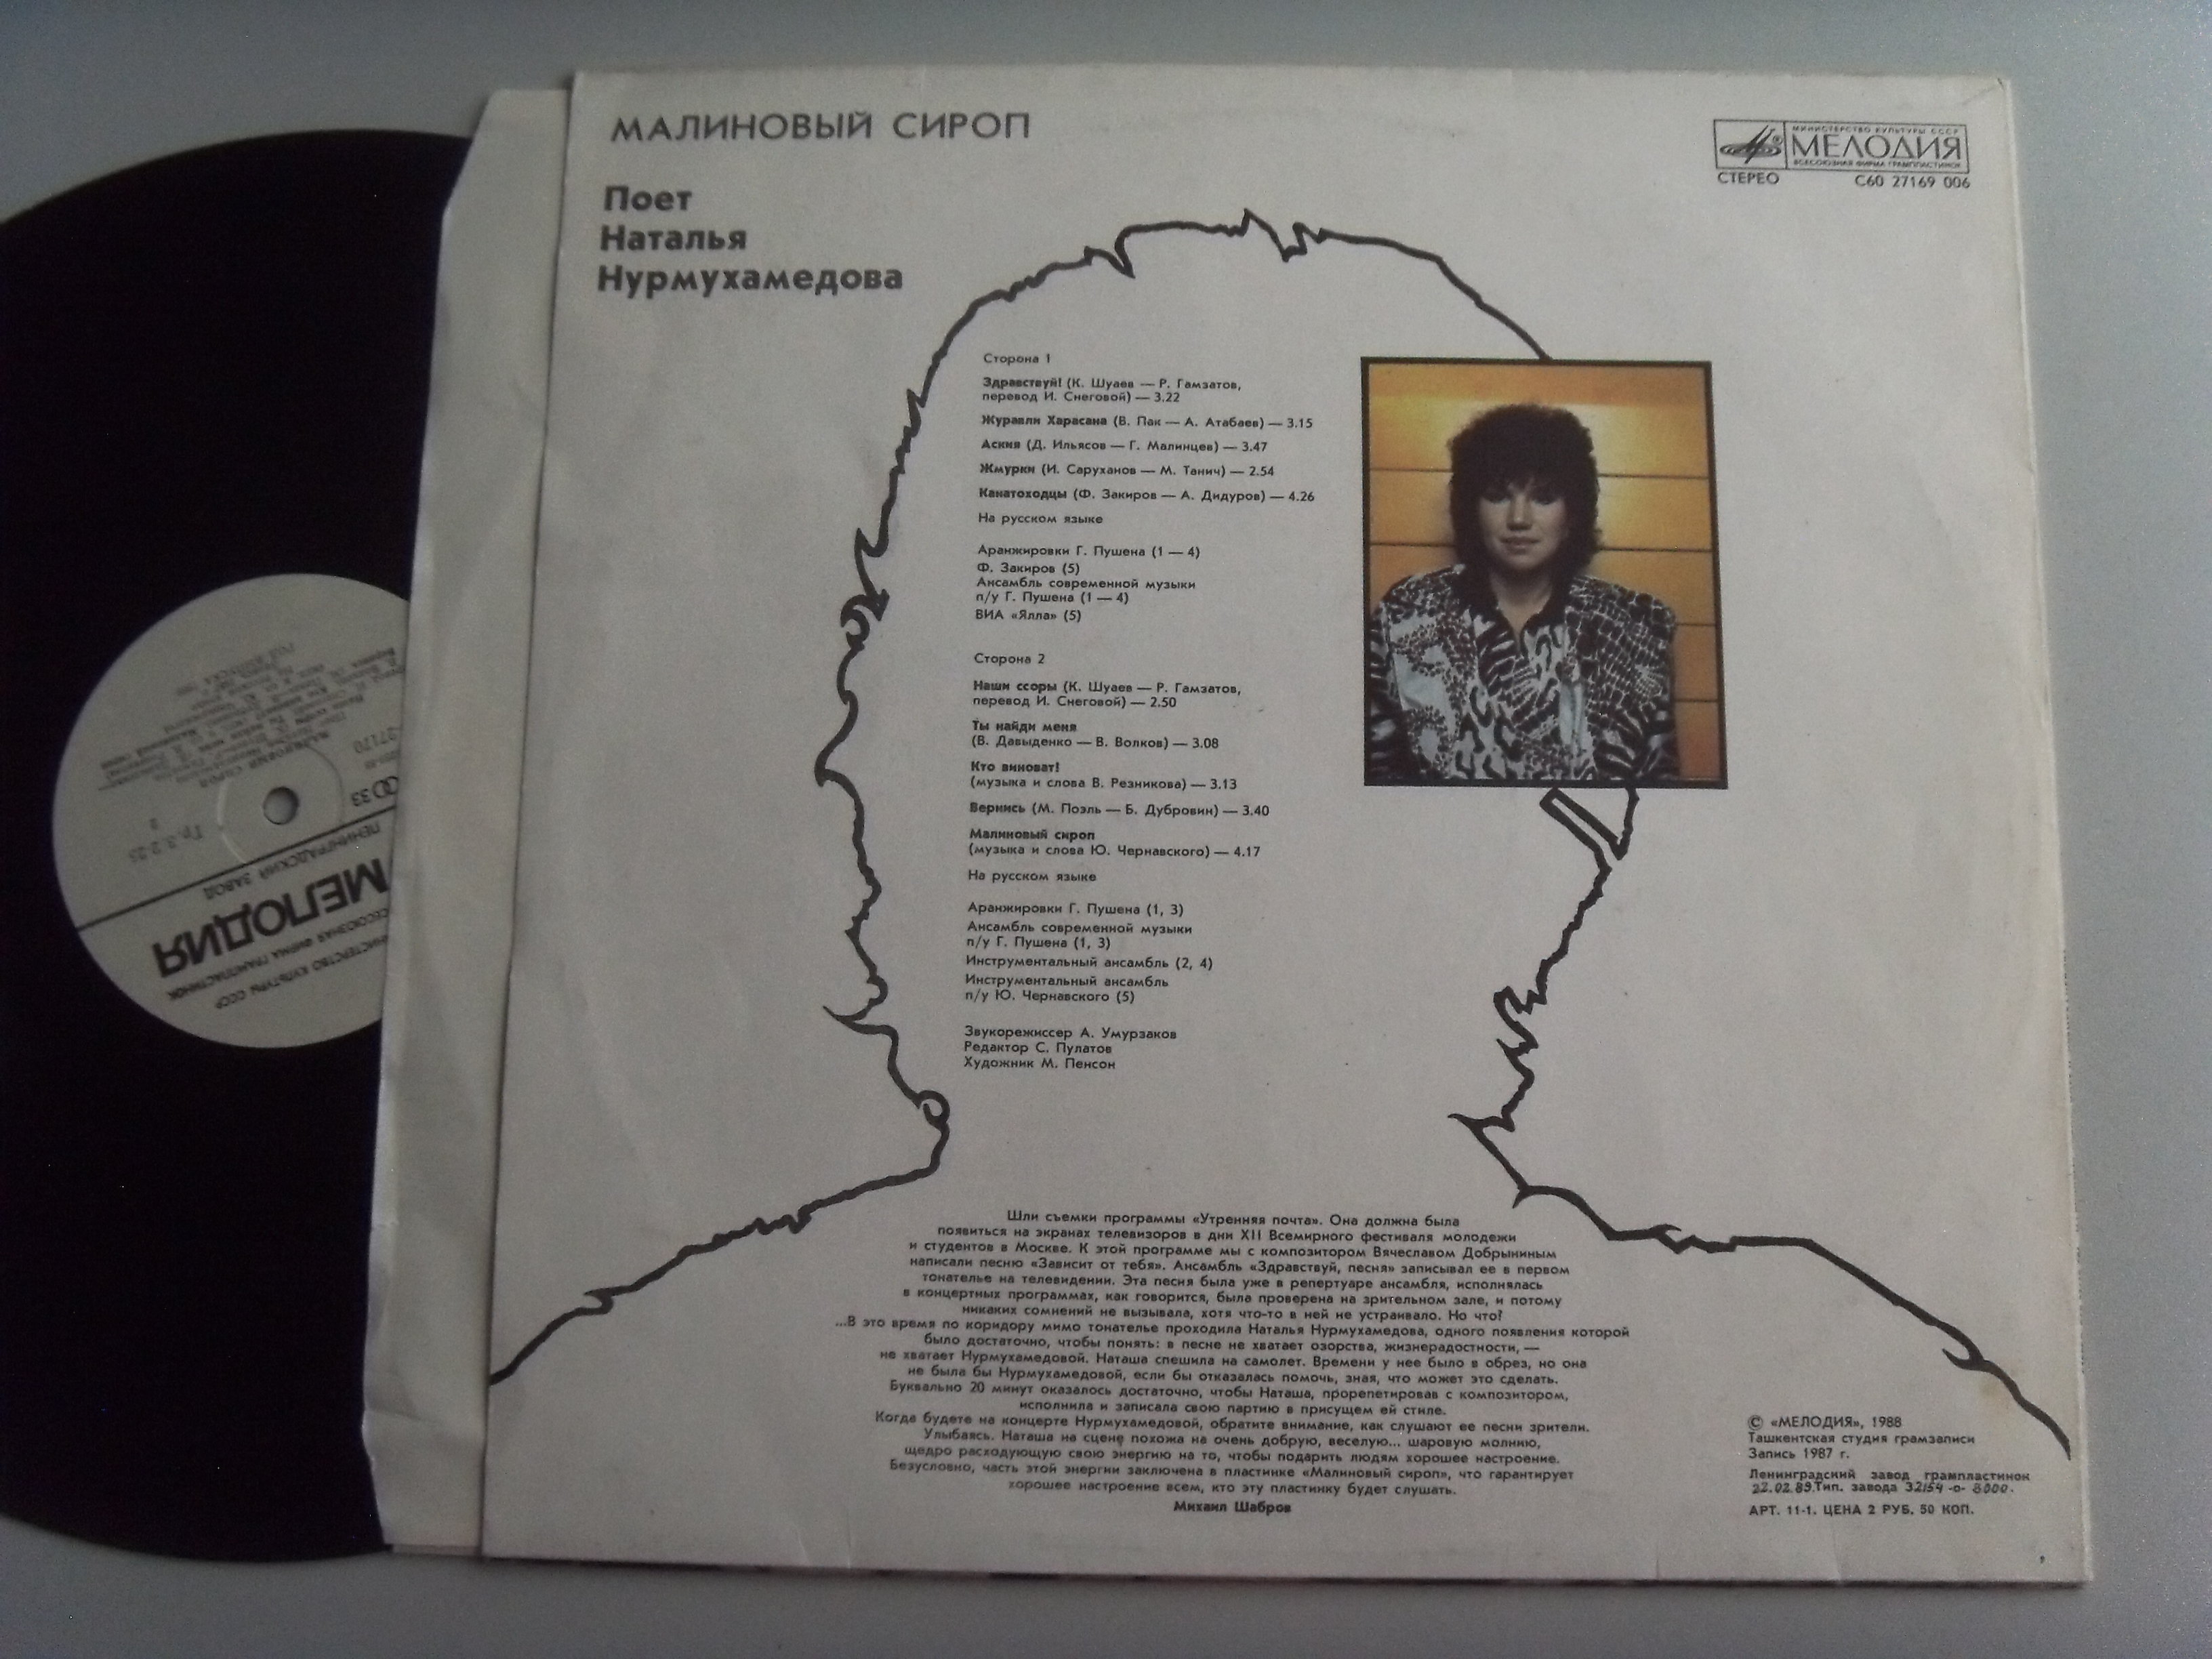 МАЛИНОВЫЙ СИРОП
Поет
Наталья
Нурмухамедова
МИНИСТЕРСТВО КУЛЬТУРЫ СССР
МЕЛОДИЯ
ВСЕСОЮЗНАЯ ФИРМА ГРАМПЛАСТИНОК
СТЕРЕО С60 27169 006
Сторона 1
Здравствуй! (К. Шуаев — Р. Гамзатов,
перевод И. Снеговой) — 3.22
Журавли Харасана (В. Пак — А. Атабаев) — 3.15
Аския (Д. Ильясов — Г. Малинцев) — 3.47
Жмурки (И. Саруханов — М. Танич) — 2.54
Канатоходцы (Ф. Закиров — А. Дидуров) — 4.26
На русском языке
Аранжировки Г. Пушена (1 — 4)
Ф. Закиров (5)
Ансамбль современной музыки
п/у Г. Пушена (1 — 4)
ВИА «Ялла» (5)
Сторона 2
Наши ссоры (К. Шуаев — Р. Гамзатов,
перевод И. Снеговой) — 2.50
Ты найди меня
(В. Давыденко — В. Волков) — 3.08
Кто виноват!
(музыка и слова В. Резникова) — 3.13
Вернись (М. Поэль — Б. Дубровин) — 3.40
Малиновый сироп
(музыка и слова Ю. Чернавского) — 4.17
На русском языке
Аранжировки Г. Пушена (1, 3)
Ансамбль современной музыки
п/у Г. Пушена (1, 3)
Инструментальный ансамбль (2, 4)
Инструментальный ансамбль
п/у Ю. Чернавского (5)
Звукорежиссер А. Умурзаков
Редактор С. Пулатов
Художник М. Пенсон
Шли съемки программы «Утренняя почта». Она должна была
появиться на экранах телевизоров в дни XII Всемирного фестиваля молодежи
и студентов в Москве. К этой программе мы с композитором Вячеславом Добрыниным
написали песню «Зависит от тебя». Ансамбль «Здравствуй, песня» записывал ее в первом
тонателье на телевидении. Эта песня была уже в репертуаре ансамбля, исполнялась
в концертных программах, как говорится, была проверена на зрительном зале, и потому
никаких сомнений не вызывала, хотя что-то в ней не устраивало. Но что?
...В это время по коридору мимо тонателье проходила Наталья Нурмухамедова, одного появления которой
было достаточно, чтобы понять: в песне не хватает озорства, жизнерадостности, —
не хватает Нурмухамедовой. Наташа спешила на самолет. Времени у нее было в обрез, но она
не была бы Нурмухамедовой, если бы отказалась помочь, зная, что может это сделать.
Буквально 20 минут оказалось достаточно, чтобы Наташа, прорепетировав с композитором,
исполнила и записала свою партию в присущем ей стиле.
Когда будете на концерте Нурмухамедовой, обратите внимание, как слушают ее песни зрители.
Улыбаясь. Наташа на сцене похожа на очень добрую, веселую... шаровую молнию,
щедро расходующую свою энергию на то, чтобы подарить людям хорошее настроение.
Безусловно, часть этой энергии заключена в пластинке «Малиновый сироп», что гарантирует
хорошее настроение всем, кто эту пластинку будет слушать.
Михаил Шабров
© «МЕЛОДИЯ», 1988
Ташкентская студия грамзаписи
Запись 1987 г.
Ленинградский завод грампластинок
22.02.89. Тип. завода 32154 -о- 8000.
АРТ. 11-1. ЦЕНА 2 РУБ. 50 КОП.
МЕЛОДИЯ
ЛЕНИНГРАДСКИЙ ЗАВОД
33
МАЛИНОВЫЙ СИРОП